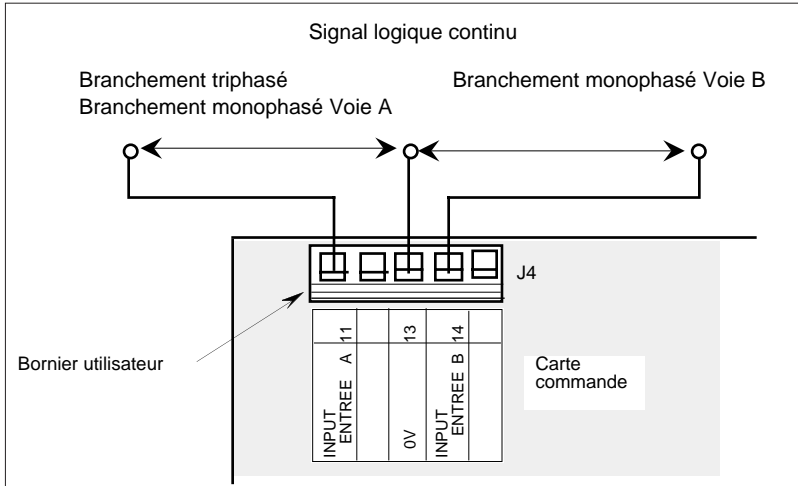 Signal logique continu
Branchement triphasé
Branchement monophasé Voie A
Branchement monophasé Voie B
J4
Bornier utilisateur
11
13
14
INPUT
ENTREE A
0V
INPUT
ENTREE B
Carte
commande